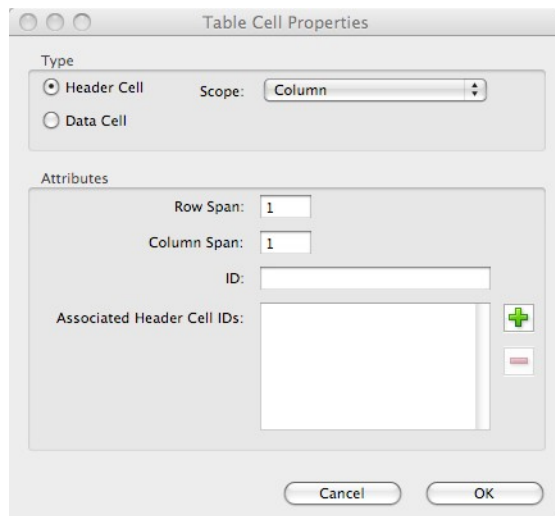 Table Cell Properties
Type
Header Cell Scope: Column
Data Cell
Attributes
Row Span: 1
Column Span: 1
ID:
Associated Header Cell IDs:
Cancel OK